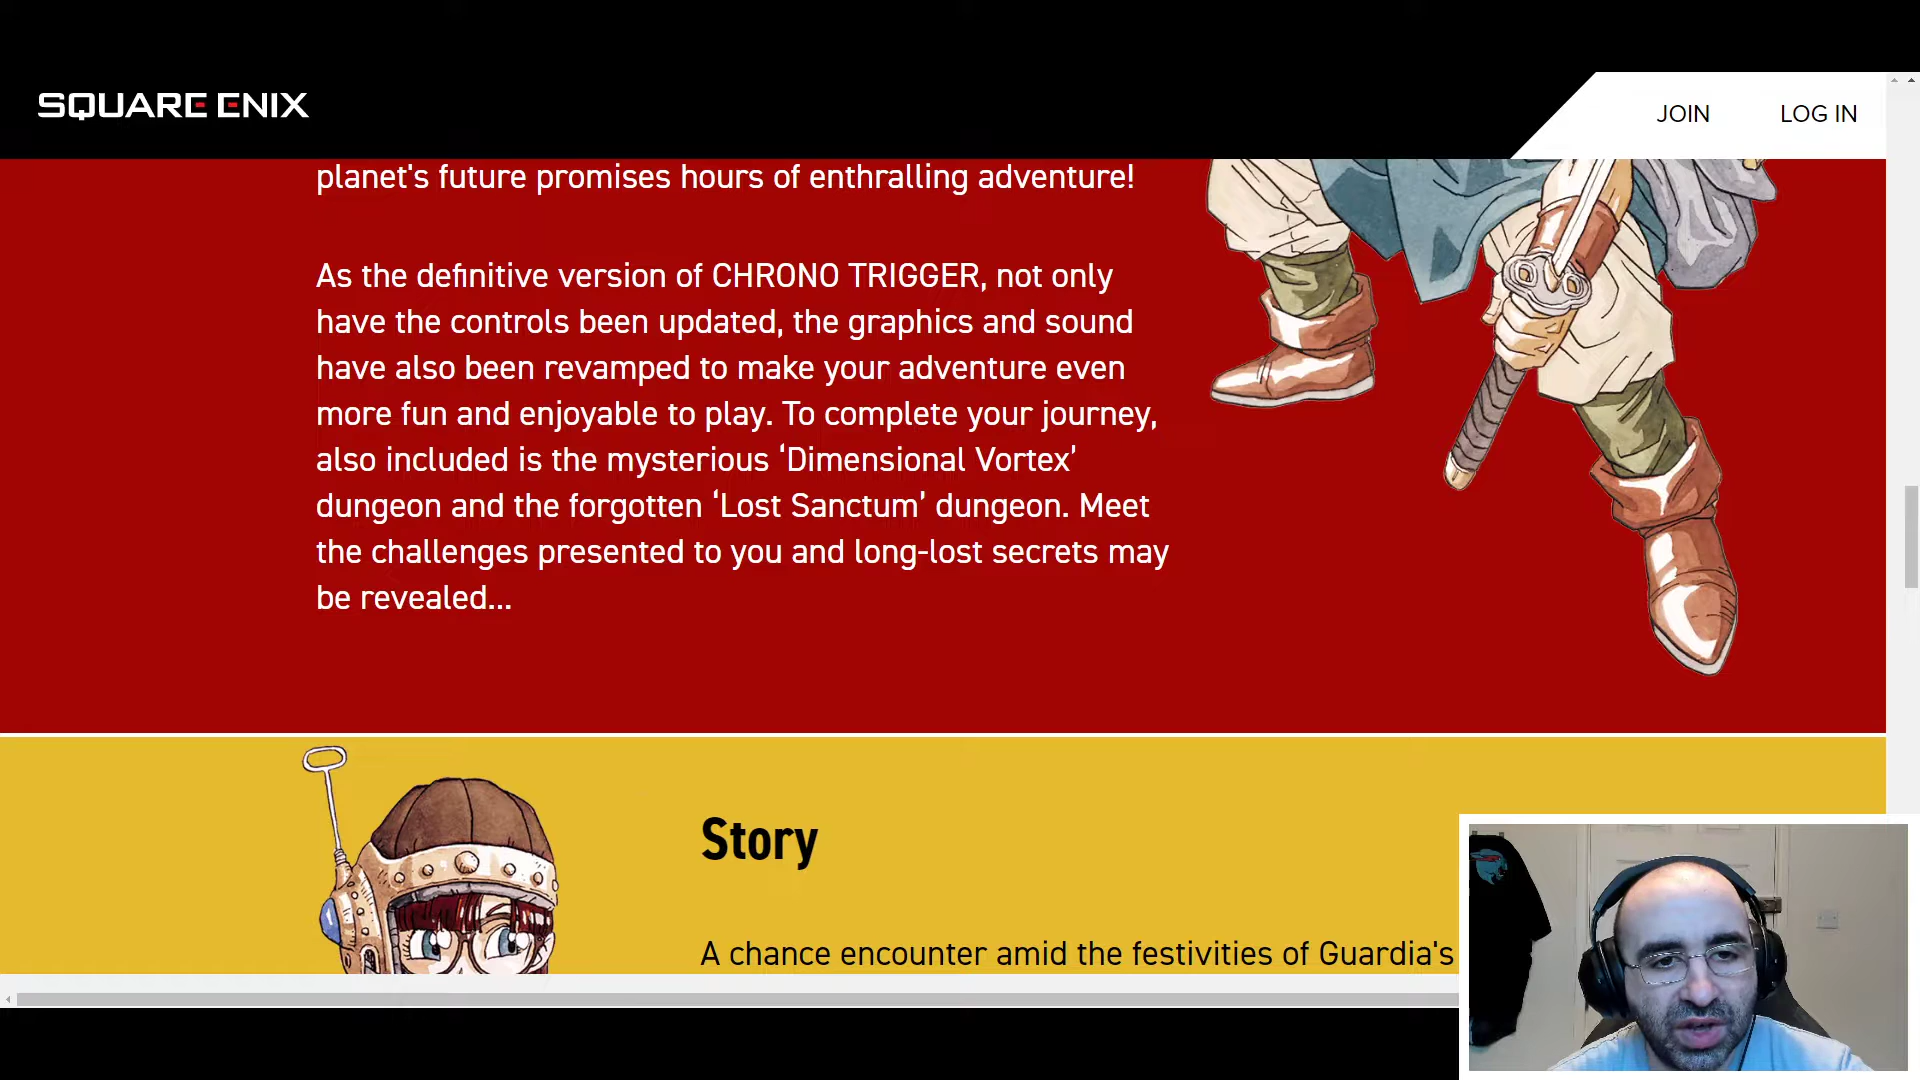 SQUARE ENIX
JOIN
LOG IN
planet's future promises hours of enthralling adventure!
As the definitive version of CHRONO TRIGGER, not only
have the controls been updated, the graphics and sound
have also been revamped to make your adventure even
more fun and enjoyable to play. To complete your journey,
also included is the mysterious ‘Dimensional Vortex’
dungeon and the forgotten ‘Lost Sanctum’ dungeon. Meet
the challenges presented to you and long-lost secrets may
be revealed...
Story
A chance encounter amid the festivities of Guardia's